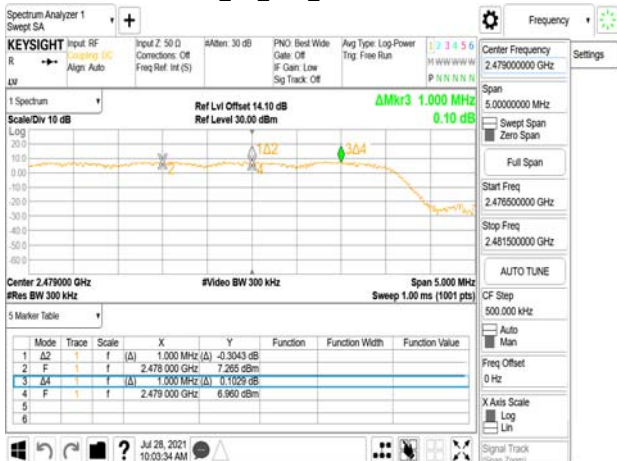 Spectrum Analyzer 1
Swept SA
+
Frequency
KEYSIGHT
R
LU
Input: RF
Coupling: DC
Align: Auto
Input Z: 50 Ω
Corrections: Off
Freq Ref: Int (S)
#Atten: 30 dB
PNO: Best Wide
Gate: Off
IF Gain: Low
Sig Track: Off
Avg Type: Log-Power
Trig: Free Run
1 2 3 4 5 6
M W W W W W
P N N N N N
1 Spectrum
Scale/Div 10 dB
Ref Lvl Offset 14.10 dB
Ref Level 30.00 dBm
ΔMkr3 1.000 MHz
0.10 dB
Log
20.0
10.0
0.00
-10.0
-20.0
-30.0
-40.0
-50.0
-60.0
1Δ2
3Δ4
2
4
Center 2.479000 GHz
#Res BW 300 kHz
#Video BW 300 kHz
Span 5.000 MHz
Sweep 1.00 ms (1001 pts)
5 Marker Table
Mode Trace Scale X Y Function Function Width Function Value
1 Δ2 1 f (Δ) 1.000 MHz (Δ) -0.3043 dB
2 F 1 f 2.478 000 GHz 7.265 dBm
3 Δ4 1 f (Δ) 1.000 MHz (Δ) 0.1029 dB
4 F 1 f 2.479 000 GHz 6.960 dBm
5
6
?
Jul 28, 2021
10:03:34 AM
Center Frequency
2.479000000 GHz
Settings
Span
5.00000000 MHz
Swept Span
Zero Span
Full Span
Start Freq
2.476500000 GHz
Stop Freq
2.481500000 GHz
AUTO TUNE
CF Step
500.000 kHz
Auto
Man
Freq Offset
0 Hz
X Axis Scale
Log
Lin
Signal Track